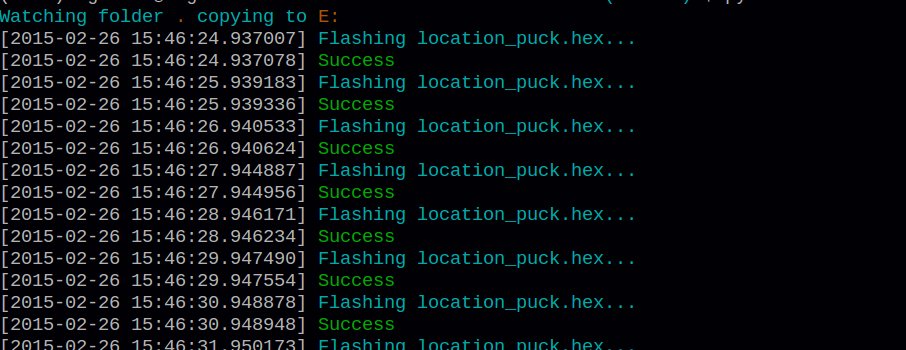 Watching folder . copying to E:
[2015-02-26 15:46:24.937007] Flashing location_puck.hex...
[2015-02-26 15:46:24.937078] Success
[2015-02-26 15:46:25.939183] Flashing location_puck.hex...
[2015-02-26 15:46:25.939336] Success
[2015-02-26 15:46:26.940533] Flashing location_puck.hex...
[2015-02-26 15:46:26.940624] Success
[2015-02-26 15:46:27.944887] Flashing location_puck.hex...
[2015-02-26 15:46:27.944956] Success
[2015-02-26 15:46:28.946171] Flashing location_puck.hex...
[2015-02-26 15:46:28.946234] Success
[2015-02-26 15:46:29.947490] Flashing location_puck.hex...
[2015-02-26 15:46:29.947554] Success
[2015-02-26 15:46:30.948878] Flashing location_puck.hex...
[2015-02-26 15:46:30.948948] Success
[2015-02-26 15:46:31.950173] Flashing location_puck.hex...